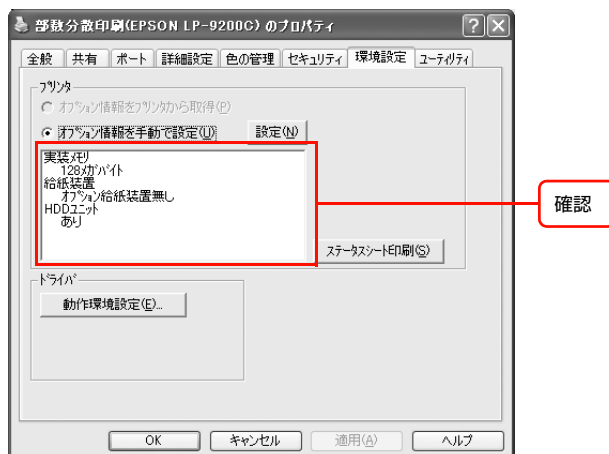 部数分散印刷(EPSON LP-9200C) のプロパティ
全般 共有 ポート 詳細設定 色の管理 セキュリティ 環境設定 ユーティリティ
プリンタ
オプション情報をプリンタから取得(P)
オプション情報を手動で設定(U) 設定(N)
実装メモリ
128メガバイト
給紙装置
オプション給紙装置無し
HDDユニット
あり
確認
ステータスシート印刷(S)
ドライバ
動作環境設定(E)...
OK キャンセル 適用(A) ヘルプ